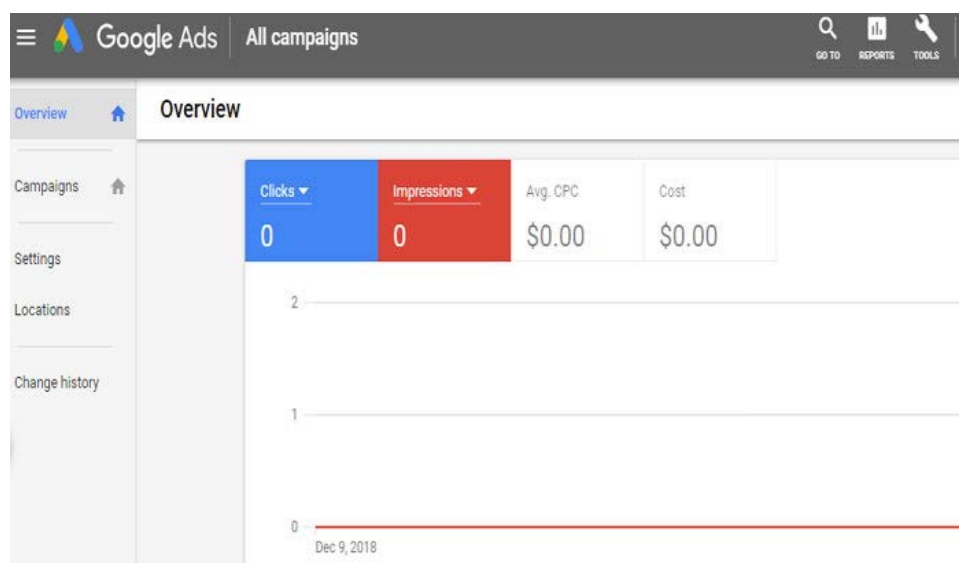 Google Ads All campaigns
GO TO REPORTS TOOLS
Overview
Overview
Campaigns
Settings
Locations
Change history
Clicks Impressions Avg. CPC Cost
0 0 $0.00 $0.00
2
1
0
Dec 9, 2018